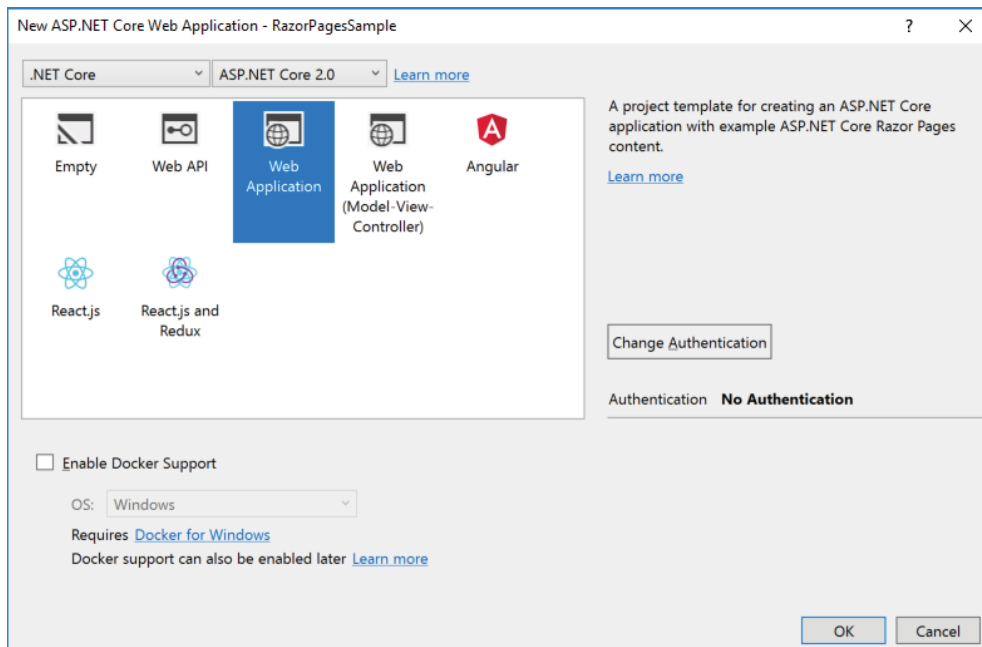 New ASP.NET Core Web Application - RazorPagesSample
.NET Core
ASP.NET Core 2.0
Learn more
Empty
Web API
Web
Application
Web
Application
(Model-View-
Controller)
Angular
React.js
React.js and
Redux
A project template for creating an ASP.NET Core
application with example ASP.NET Core Razor Pages
content.
Learn more
Change Authentication
Authentication No Authentication
Enable Docker Support
OS: Windows
Requires Docker for Windows
Docker support can also be enabled later Learn more
OK
Cancel